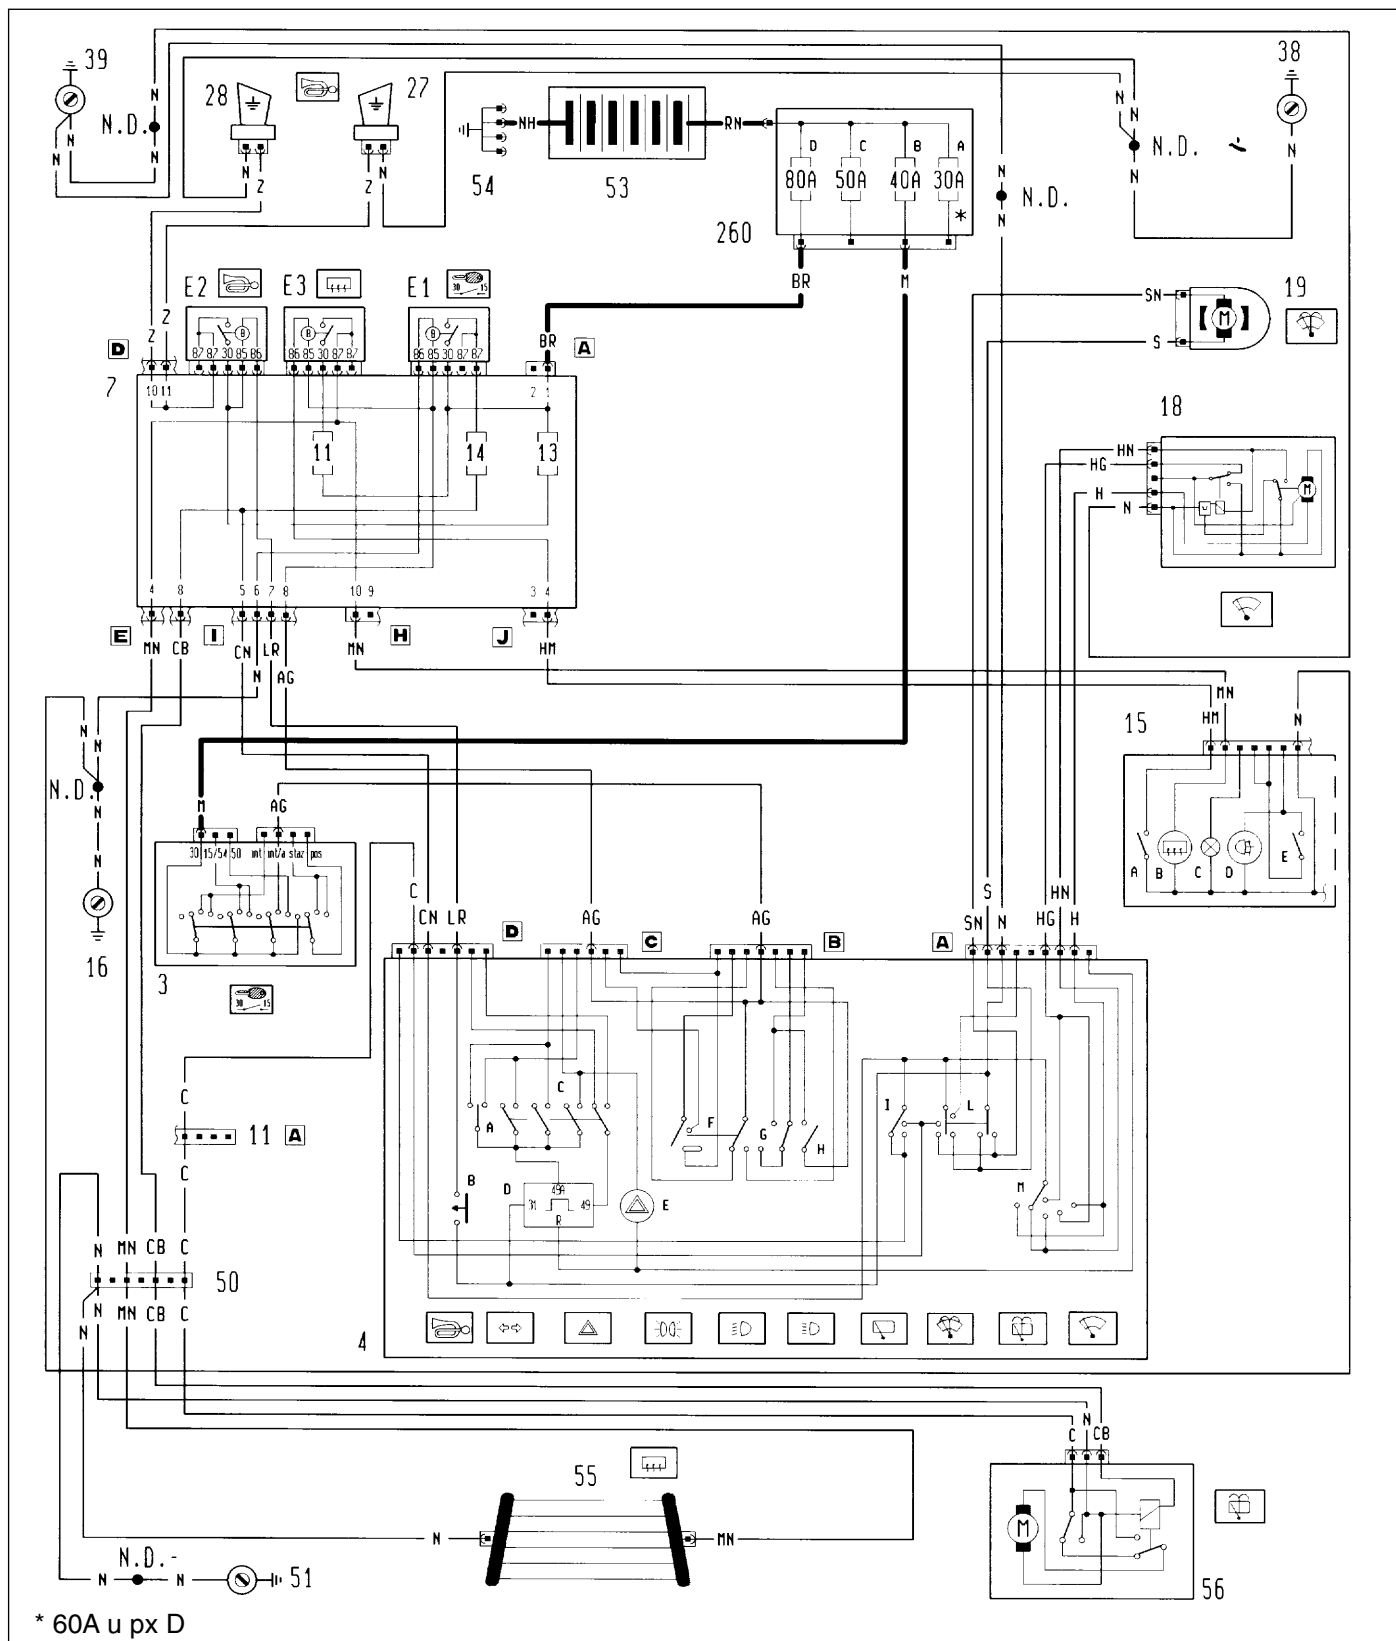 39
28
27
38
N
N
N.D.
N
N
N
Z
Z
N
54
NH
53
RN
D
C
B
A
80A
50A
40A
30A
*
260
N
N
N.D.
N
N
N.D.
N
N
E2
E3
E1
30 15
BR
M
SN
19
M
S
Z
Z
B
B
B
BR
A
D
87 87 30 85 86
86 85 30 87 87
86 85 30 87 87
7
10 11
2 1
11
14
13
18
HN
HG
H
N
M
4
8
5 6 7 8
10 9
3 4
E
I
H
J
MN
CB
CN
N
LR
AG
MN
HM
MN
HM
N
15
N
N
N.D.
N
N
M
AG
30 15/54 50
int int/a staz pos
A
B
C
D
E
16
3
30 15
C
CN
LR
D
AG
C
AG
B
A
SN
S
N
HG
HN
H
C
A
C
F
G
H
I
L
M
B
D
49A
31
49
R
E
C
11
A
C
N
MN
CB
C
50
N
N
MN
CB
C
4
C
N
CB
55
N
MN
M
56
N.D.-
N
N
51
* 60A u px D